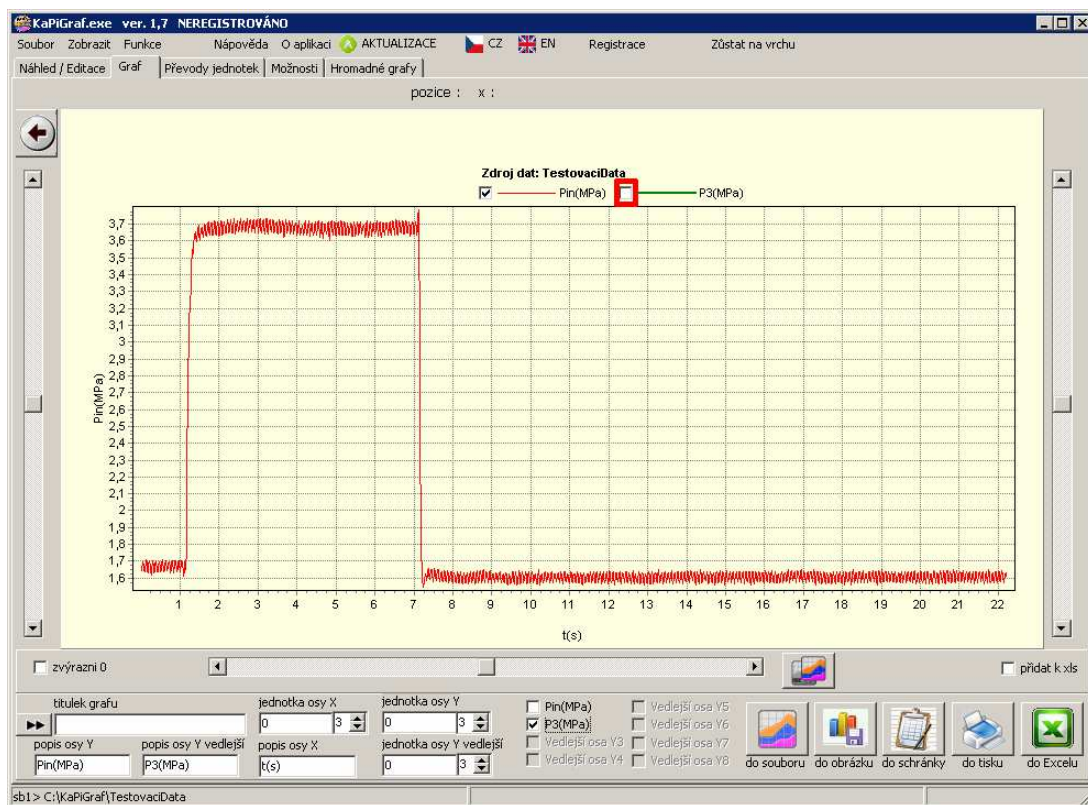 KaPiGraf.exe ver. 1,7 NEREGISTROVÁNO
Soubor Zobrazit Funkce Nápověda O aplikaci AKTUALIZACE CZ EN Registrace Zůstat na vrchu
Náhled / Editace Graf Převody jednotek Možnosti Hromadné grafy
pozice : x :
Zdroj dat: TestovaciData
Pin(MPa) P3(MPa)
3,7
3,6
3,5
3,4
3,3
3,2
3,1
3
2,9
2,8
2,7
2,6
2,5
2,4
2,3
2,2
2,1
2
1,9
1,8
1,7
1,6
Pin(MPa)
1 2 3 4 5 6 7 8 9 10 11 12 13 14 15 16 17 18 19 20 21 22
t(s)
zvýrazni 0 přidat k xls
titulek grafu jednotka osy X jednotka osy Y
0 3 0 3
popis osy Y popis osy Y vedlejší popis osy X jednotka osy Y vedlejší
Pin(MPa) P3(MPa) t(s) 0 3
Pin(MPa) Vedlejší osa Y5
P3(MPa) Vedlejší osa Y6
Vedlejší osa Y3 Vedlejší osa Y7
Vedlejší osa Y4 Vedlejší osa Y8
do souboru do obrázku do schránky do tisku do Excelu
sb1> C:\KaPiGraf\TestovaciData